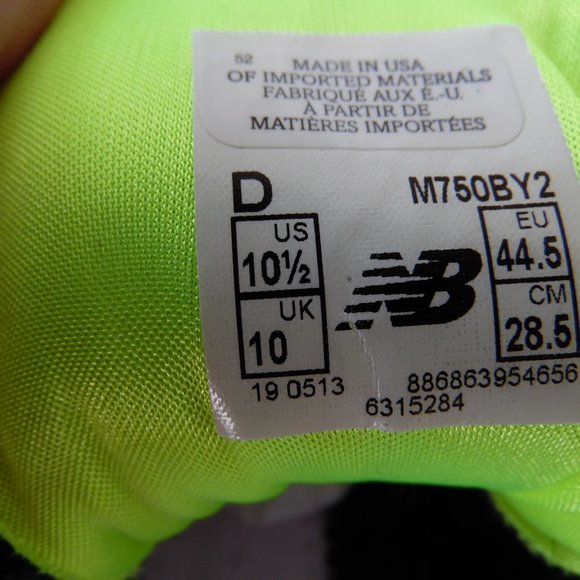 52
MADE IN USA
OF IMPORTED MATERIALS
FABRIQUÉ AUX É.-U.
À PARTIR DE
MATIÈRES IMPORTÉES
D M750BY2
US
10½
UK
10
NB
EU
44.5
CM
28.5
19 0513 886863954656
6315284